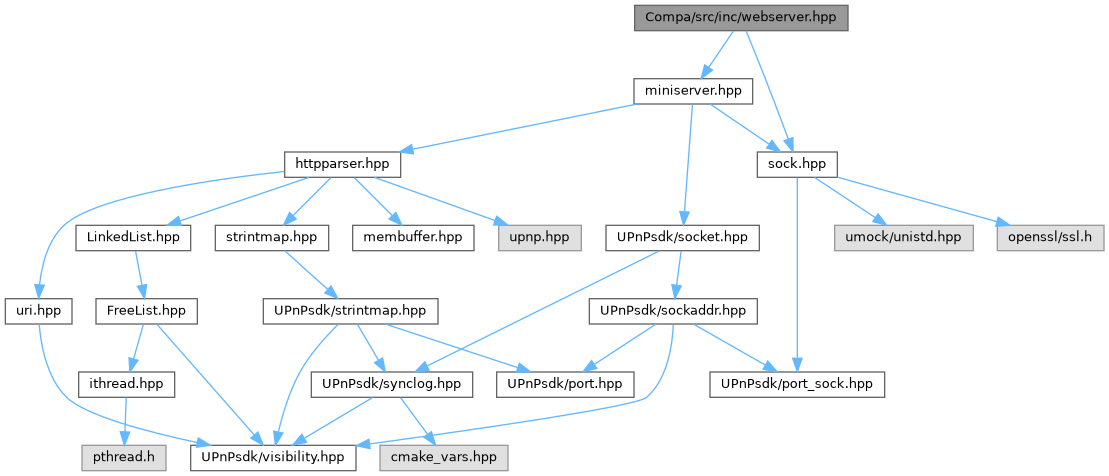 Compa/src/inc/webserver.hpp
miniserver.hpp
httpparser.hpp
sock.hpp
LinkedList.hpp
strintmap.hpp
membuffer.hpp
upnp.hpp
UPnPsdk/socket.hpp
umock/unistd.hpp
openssl/ssl.h
uri.hpp
FreeList.hpp
UPnPsdk/strintmap.hpp
UPnPsdk/sockaddr.hpp
ithread.hpp
UPnPsdk/synclog.hpp
UPnPsdk/port.hpp
UPnPsdk/port_sock.hpp
pthread.h
UPnPsdk/visibility.hpp
cmake_vars.hpp